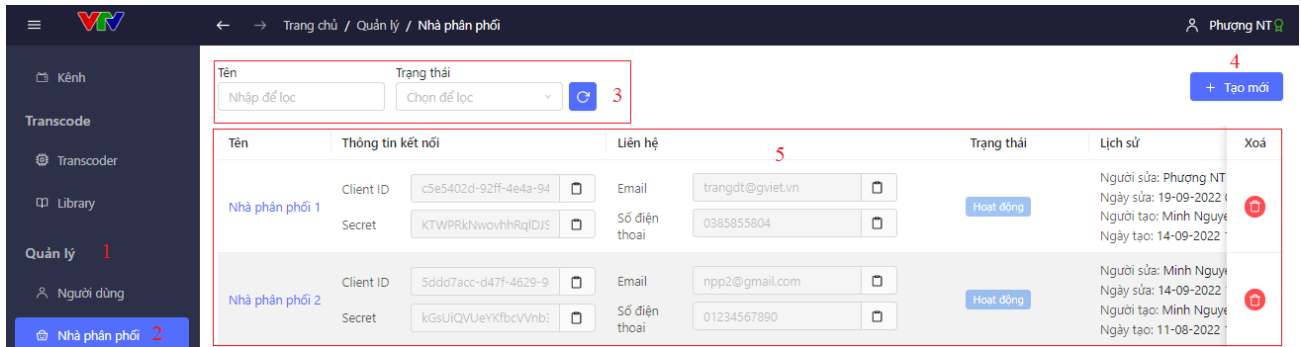 VTV
Trang chủ / Quản lý / Nhà phân phối
Phượng NT
Kênh
Transcode
Transcoder
Library
Quản lý 1
Người dùng
Nhà phân phối 2
Tên Trạng thái
Nhập để lọc Chọn để lọc 3
4
+ Tạo mới
Tên Thông tin kết nối Liên hệ Trạng thái Lịch sử Xoá
5
Nhà phân phối 1
Client ID c5e5402d-92ff-4e4a-94
Secret KTWPRkNwovhhRqlDJS
Email trangdt@gviet.vn
Số điện thoai 0385855804
Hoạt động
Người sửa: Phượng NT
Ngày sửa: 19-09-2022
Người tạo: Minh Nguye
Ngày tạo: 14-09-2022
Nhà phân phối 2
Client ID 5ddd7acc-d47f-4629-9
Secret kGsUiQVUeYKfbcVVnb
Email npp2@gmail.com
Số điện thoai 01234567890
Hoạt động
Người sửa: Minh Nguye
Ngày sửa: 14-09-2022
Người tạo: Minh Nguye
Ngày tạo: 11-08-2022